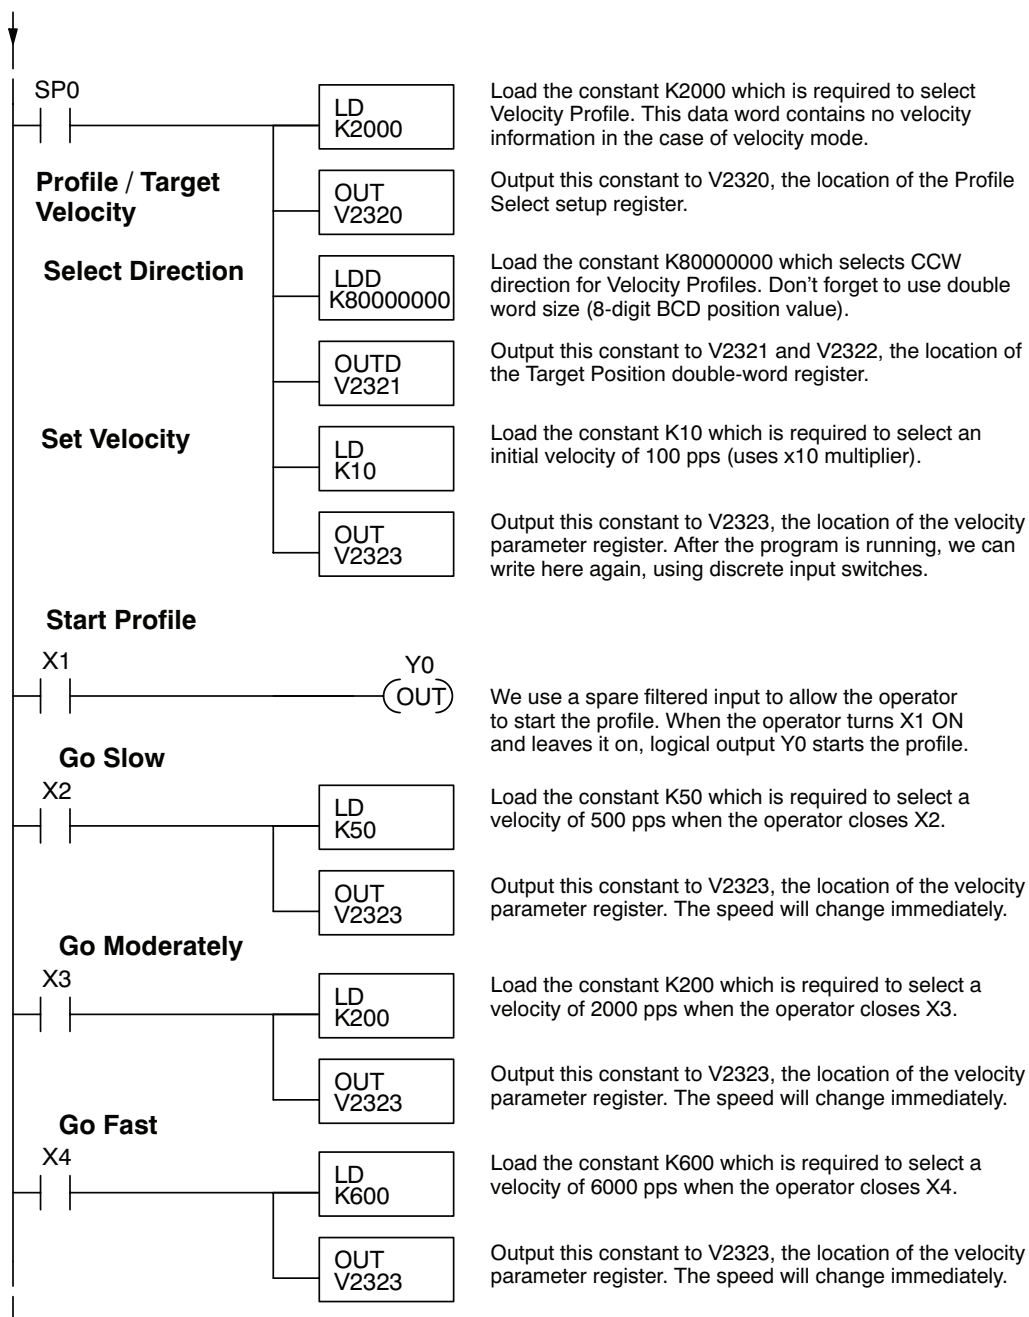 SP0
LD
K2000
Load the constant K2000 which is required to select
Velocity Profile. This data word contains no velocity
information in the case of velocity mode.
Profile / Target
Velocity
OUT
V2320
Output this constant to V2320, the location of the Profile
Select setup register.
Select Direction
LDD
K80000000
Load the constant K80000000 which selects CCW
direction for Velocity Profiles. Don’t forget to use double
word size (8-digit BCD position value).
OUTD
V2321
Output this constant to V2321 and V2322, the location of
the Target Position double-word register.
Set Velocity
LD
K10
Load the constant K10 which is required to select an
initial velocity of 100 pps (uses x10 multiplier).
OUT
V2323
Output this constant to V2323, the location of the velocity
parameter register. After the program is running, we can
write here again, using discrete input switches.
Start Profile
X1
Y0
OUT
We use a spare filtered input to allow the operator
to start the profile. When the operator turns X1 ON
and leaves it on, logical output Y0 starts the profile.
Go Slow
X2
LD
K50
Load the constant K50 which is required to select a
velocity of 500 pps when the operator closes X2.
OUT
V2323
Output this constant to V2323, the location of the velocity
parameter register. The speed will change immediately.
Go Moderately
X3
LD
K200
Load the constant K200 which is required to select a
velocity of 2000 pps when the operator closes X3.
OUT
V2323
Output this constant to V2323, the location of the velocity
parameter register. The speed will change immediately.
Go Fast
X4
LD
K600
Load the constant K600 which is required to select a
velocity of 6000 pps when the operator closes X4.
OUT
V2323
Output this constant to V2323, the location of the velocity
parameter register. The speed will change immediately.